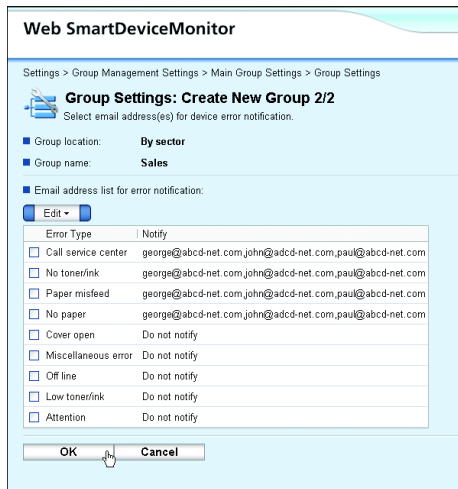 Web SmartDeviceMonitor
Settings > Group Management Settings > Main Group Settings > Group Settings
Group Settings: Create New Group 2/2
Select email address(es) for device error notification.
Group location: By sector
Group name: Sales
Email address list for error notification:
Edit
Error Type Notify
Call service center george@abcd-net.com,john@adcd-net.com,paul@abcd-net.com
No toner/ink george@abcd-net.com,john@adcd-net.com,paul@abcd-net.com
Paper misfeed george@abcd-net.com,john@adcd-net.com,paul@abcd-net.com
No paper george@abcd-net.com,john@adcd-net.com,paul@abcd-net.com
Cover open Do not notify
Miscellaneous error Do not notify
Off line Do not notify
Low toner/ink Do not notify
Attention Do not notify
OK Cancel